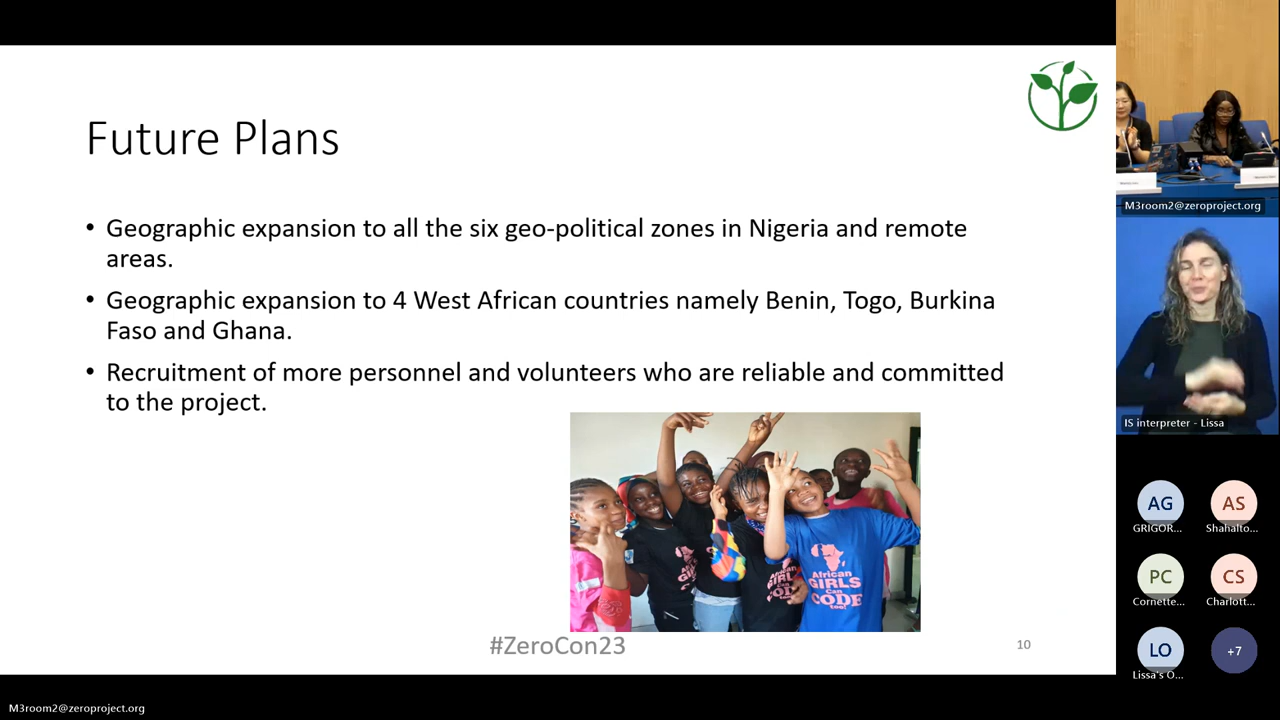 Future Plans
• Geographic expansion to all the six geo-political zones in Nigeria and remote
areas.
• Geographic expansion to 4 West African countries namely Benin, Togo, Burkina
Faso and Ghana.
• Recruitment of more personnel and volunteers who are reliable and committed
to the project.
African
GIRLS
Can
CODE
too!
#ZeroCon23
10
M3room2@zeroproject.org
IS interpreter - Lissa
AG
GRIGOR...
AS
Shahalto...
PC
Cornette...
CS
Charlott...
LO
Lissa's O...
+7
M3room2@zeroproject.org